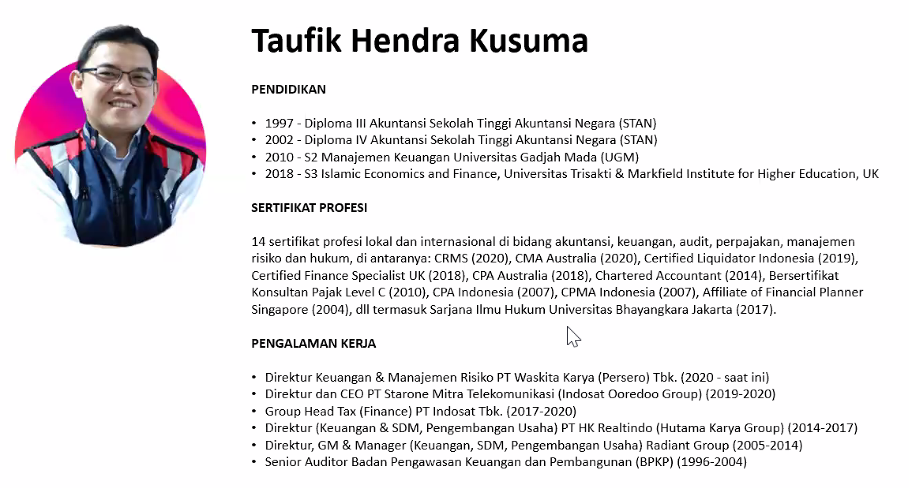 Taufik Hendra Kusuma
PENDIDIKAN
• 1997 - Diploma III Akuntansi Sekolah Tinggi Akuntansi Negara (STAN)
• 2002 - Diploma IV Akuntansi Sekolah Tinggi Akuntansi Negara (STAN)
• 2010 - S2 Manajemen Keuangan Universitas Gadjah Mada (UGM)
• 2018 - S3 Islamic Economics and Finance, Universitas Trisakti & Markfield Institute for Higher Education, UK
SERTIFIKAT PROFESI
14 sertifikat profesi lokal dan internasional di bidang akuntansi, keuangan, audit, perpajakan, manajemen
risiko dan hukum, di antaranya: CRMS (2020), CMA Australia (2020), Certified Liquidator Indonesia (2019),
Certified Finance Specialist UK (2018), CPA Australia (2018), Chartered Accountant (2014), Bersertifikat
Konsultan Pajak Level C (2010), CPA Indonesia (2007), CPMA Indonesia (2007), Affiliate of Financial Planner
Singapore (2004), dll termasuk Sarjana Ilmu Hukum Universitas Bhayangkara Jakarta (2017).
PENGALAMAN KERJA
• Direktur Keuangan & Manajemen Risiko PT Waskita Karya (Persero) Tbk. (2020 - saat ini)
• Direktur dan CEO PT Starone Mitra Telekomunikasi (Indosat Ooredoo Group) (2019-2020)
• Group Head Tax (Finance) PT Indosat Tbk. (2017-2020)
• Direktur (Keuangan & SDM, Pengembangan Usaha) PT HK Realtindo (Hutama Karya Group) (2014-2017)
• Direktur, GM & Manager (Keuangan, SDM, Pengembangan Usaha) Radiant Group (2005-2014)
• Senior Auditor Badan Pengawasan Keuangan dan Pembangunan (BPKP) (1996-2004)